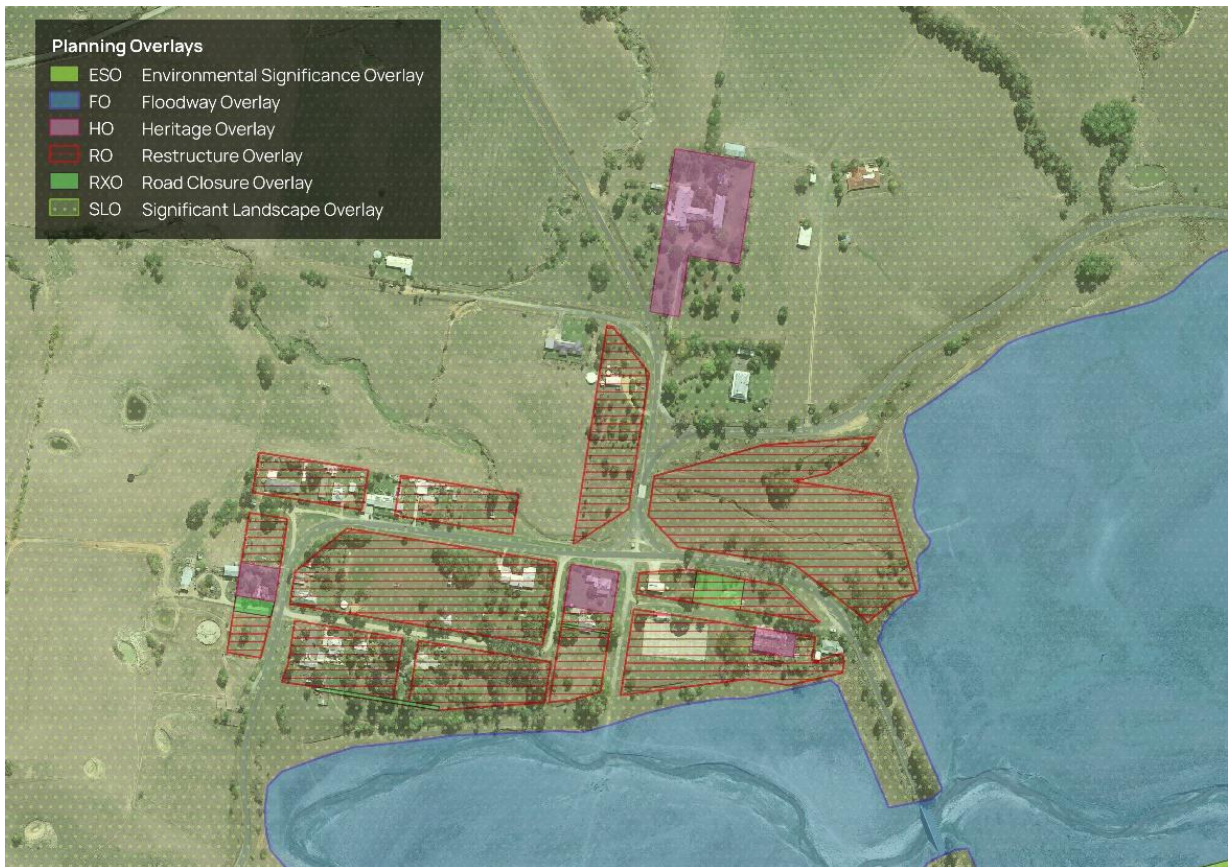 Planning Overlays
ESO Environmental Significance Overlay
FO Floodway Overlay
HO Heritage Overlay
RO Restructure Overlay
RXO Road Closure Overlay
SLO Significant Landscape Overlay